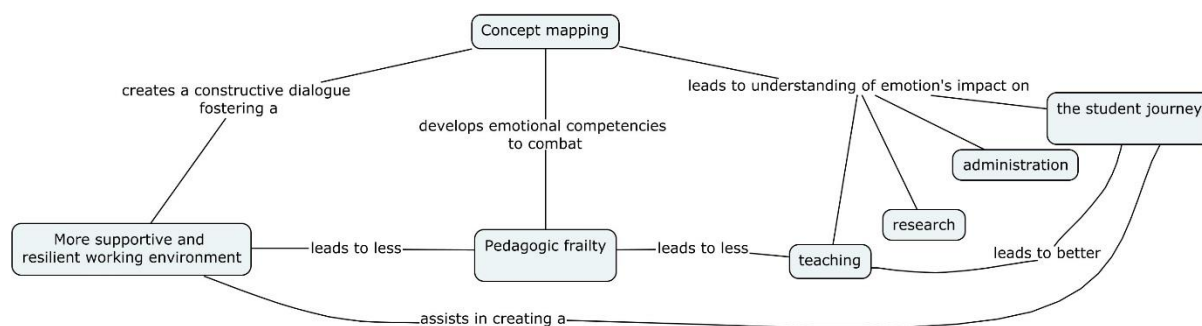 Concept mapping
creates a constructive dialogue
fostering a
leads to understanding of emotion's impact on
the student journey
develops emotional competencies
to combat
administration
research
More supportive and
resilient working environment
leads to less
Pedagogic frailty
leads to less
teaching
leads to better
assists in creating a